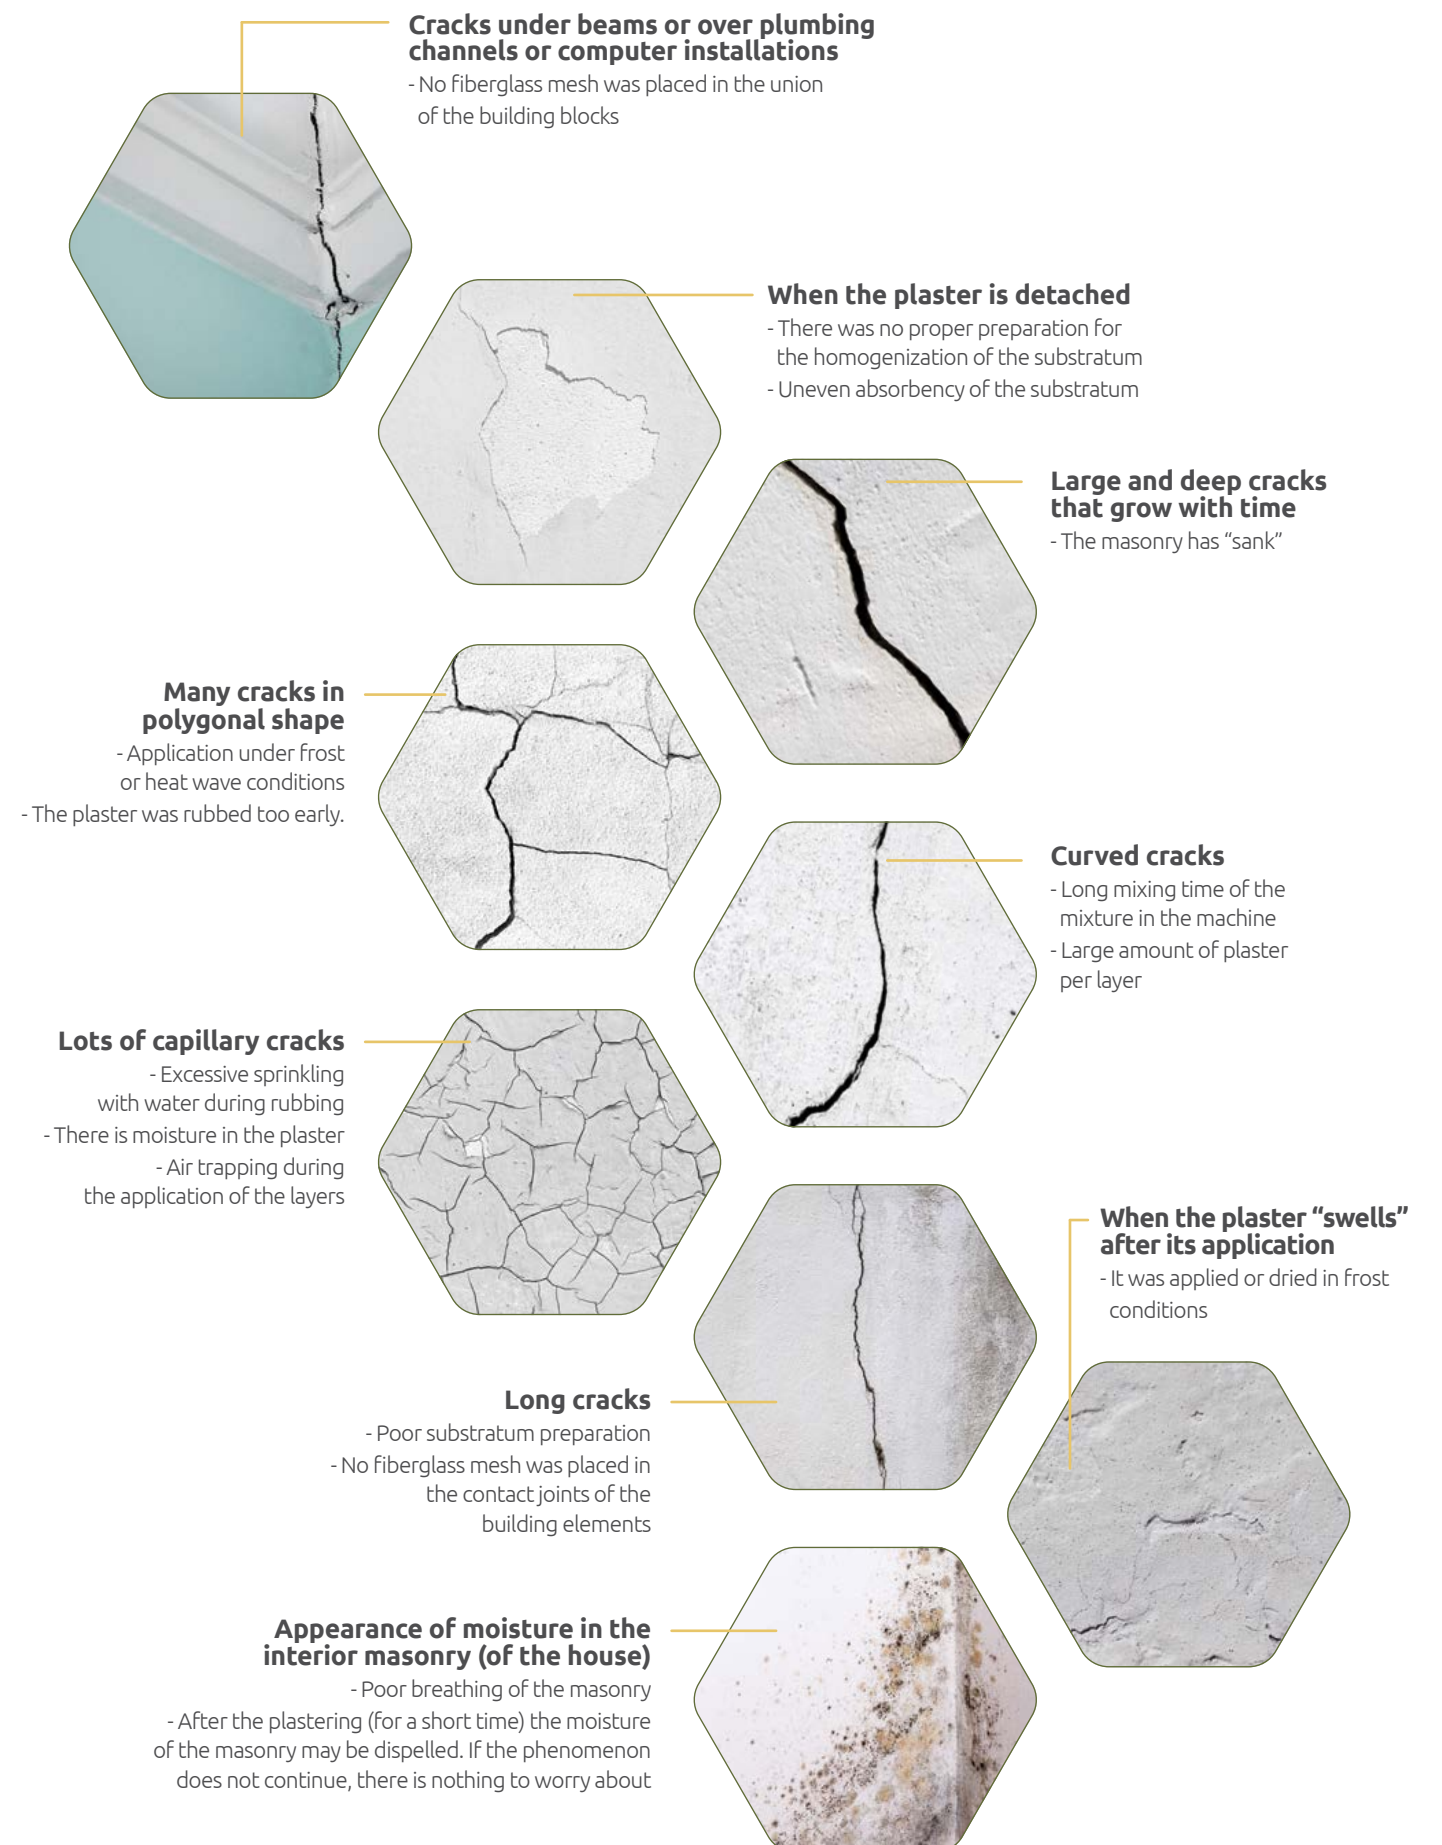 Cracks under beams or over plumbing
channels or computer installations
- No fiberglass mesh was placed in the union
of the building blocks
When the plaster is detached
- There was no proper preparation for
the homogenization of the substratum
- Uneven absorbency of the substratum
Large and deep cracks
that grow with time
- The masonry has “sank”
Many cracks in
polygonal shape
- Application under frost
or heat wave conditions
- The plaster was rubbed too early.
Curved cracks
- Long mixing time of the
mixture in the machine
- Large amount of plaster
per layer
Lots of capillary cracks
- Excessive sprinkling
with water during rubbing
- There is moisture in the plaster
- Air trapping during
the application of the layers
When the plaster “swells”
after its application
- It was applied or dried in frost
conditions
Long cracks
- Poor substratum preparation
- No fiberglass mesh was placed in
the contact joints of the
building elements
Appearance of moisture in the
interior masonry (of the house)
- Poor breathing of the masonry
- After the plastering (for a short time) the moisture
of the masonry may be dispelled. If the phenomenon
does not continue, there is nothing to worry about